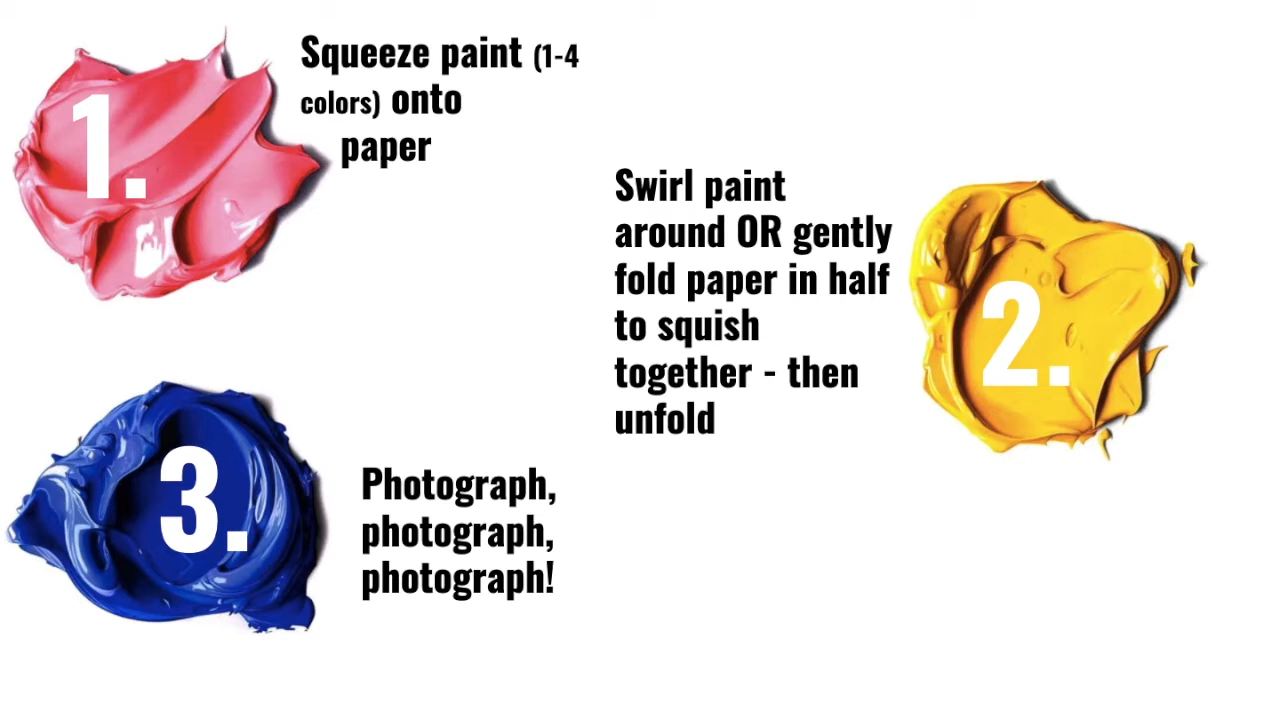 1.
Squeeze paint (1-4
colors) onto
paper
2.
Swirl paint
around OR gently
fold paper in half
to squish
together - then
unfold
3.
Photograph,
photograph,
photograph!